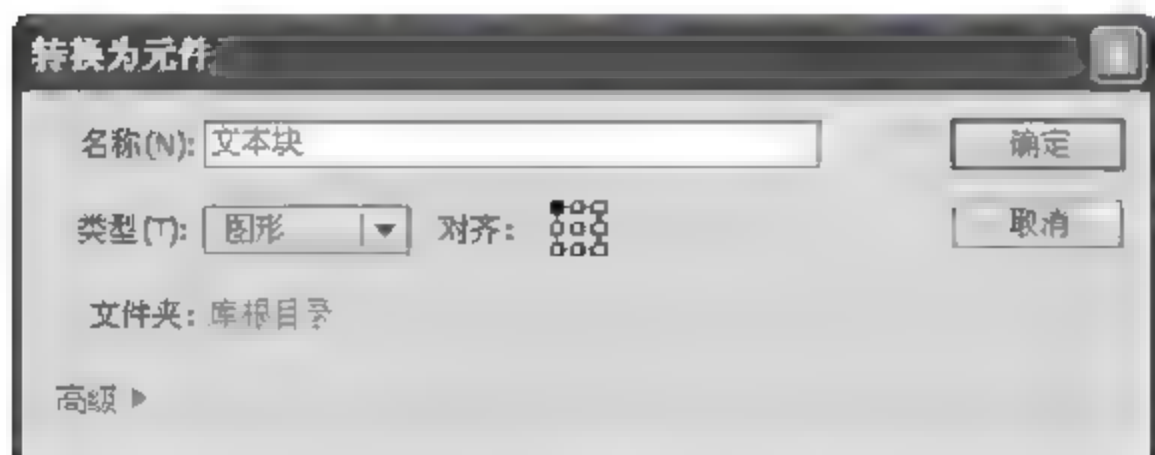 转换为元件
名称(N): 文本块 确定
类型(T): 图形 对齐: 取消
文件夹: 库根目录
高级